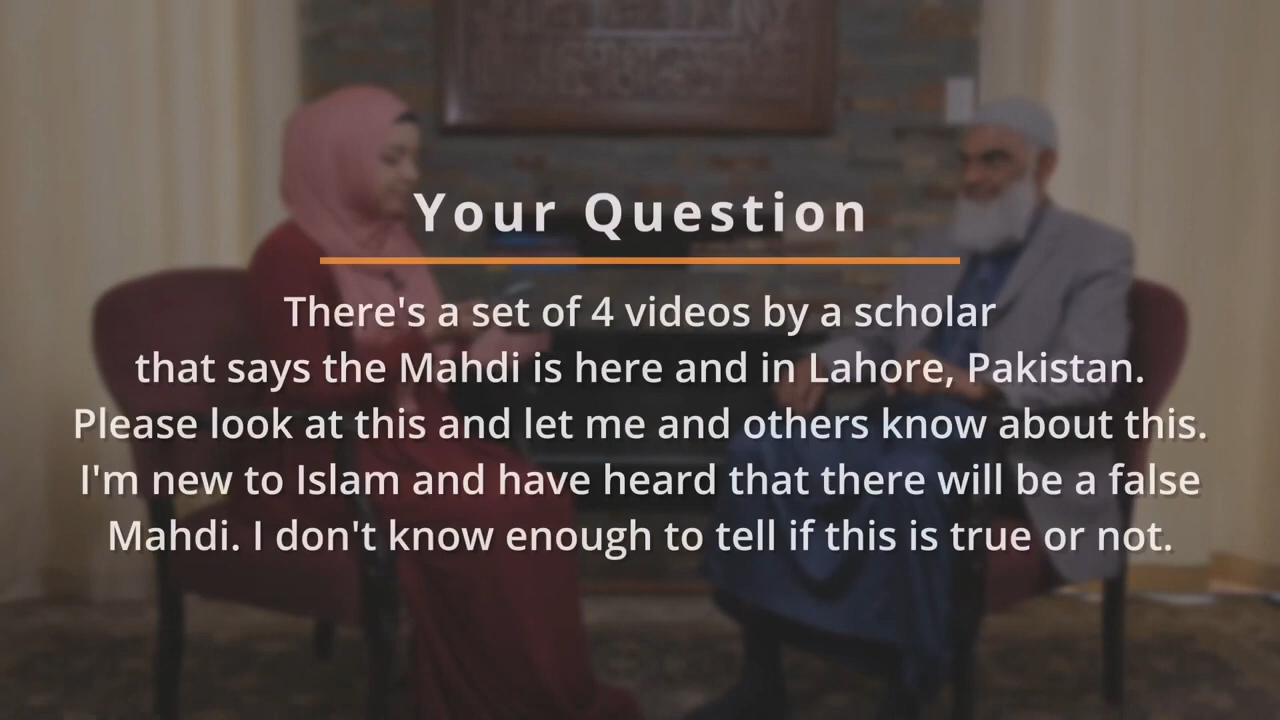 Your Question
There's a set of 4 videos by a scholar
that says the Mahdi is here and in Lahore, Pakistan.
Please look at this and let me and others know about this.
I'm new to Islam and have heard that there will be a false
Mahdi. I don't know enough to tell if this is true or not.